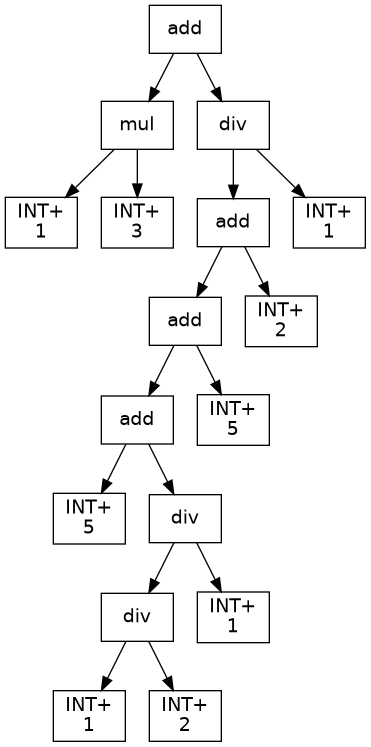 add
mul
div
INT+
1
INT+
3
add
INT+
1
add
INT+
2
add
INT+
5
INT+
5
div
div
INT+
1
INT+
1
INT+
2